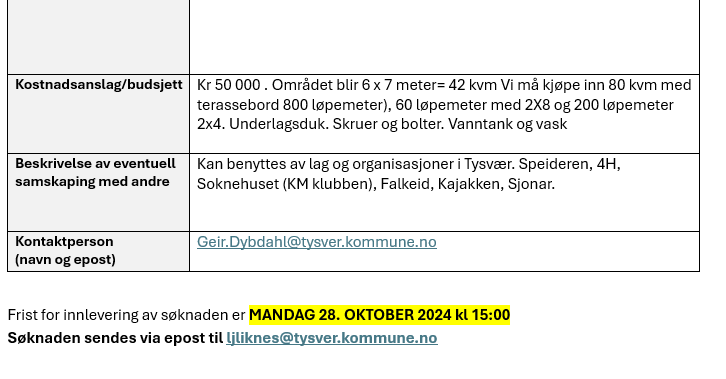 Kostnadsanslag/budsjett
Kr 50 000 . Området blir 6 x 7 meter= 42 kvm Vi må kjøpe inn 80 kvm med
terassebord 800 løpemeter), 60 løpemeter med 2X8 og 200 løpemeter
2x4. Underlagsduk. Skruer og bolter. Vanntank og vask
Beskrivelse av eventuell
samskaping med andre
Kan benyttes av lag og organisasjoner i Tysvær. Speideren, 4H,
Soknehuset (KM klubben), Falkeid, Kajakken, Sjonar.
Kontaktperson
(navn og epost)
Geir.Dybdahl@tysver.kommune.no
Frist for innlevering av søknaden er MANDAG 28. OKTOBER 2024 kl 15:00
Søknaden sendes via epost til ljliknes@tysver.kommune.no